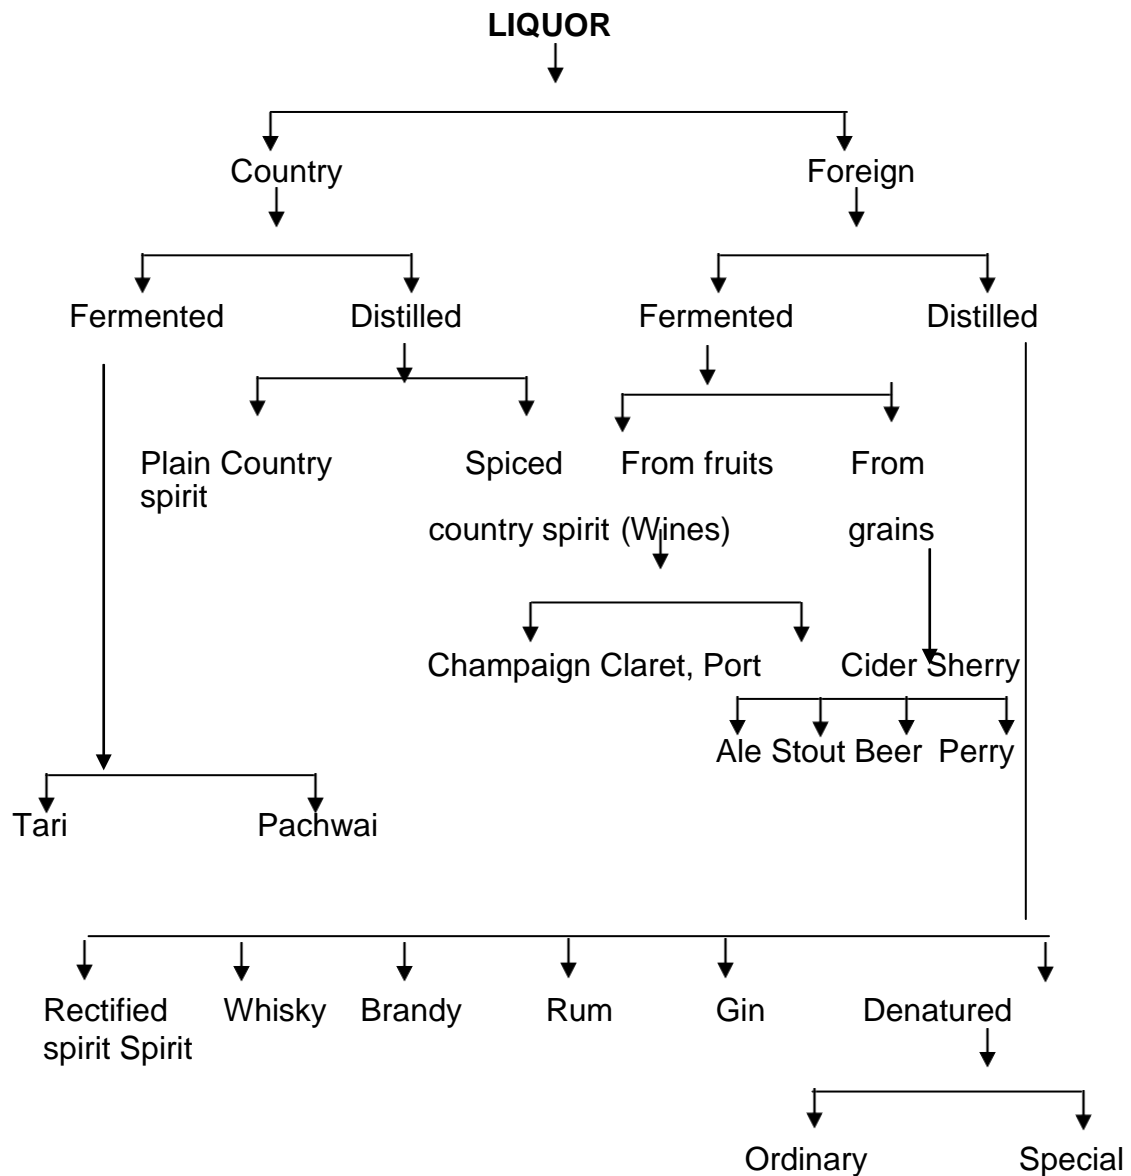 LIQUOR
Country Foreign
Fermented Distilled Fermented Distilled
Plain Country Spiced From fruits From
spirit
country spirit (Wines) grains
Champaign Claret, Port Cider Sherry
Ale Stout Beer Perry
Tari Pachwai
Rectified Whisky Brandy Rum Gin Denatured
spirit Spirit
Ordinary Special